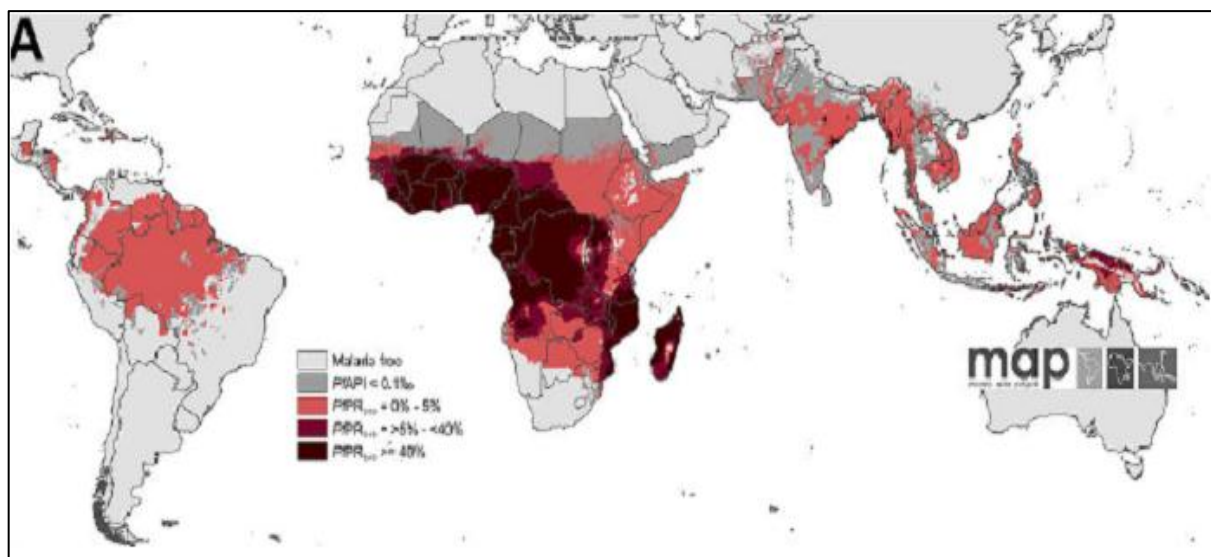 A
Malaria free
PfAPI < 0.1‰
PfPR₂₋₁₀ = 0% - 5%
PfPR₂₋₁₀ = >5% - <40%
PfPR₂₋₁₀ >= 40%
map